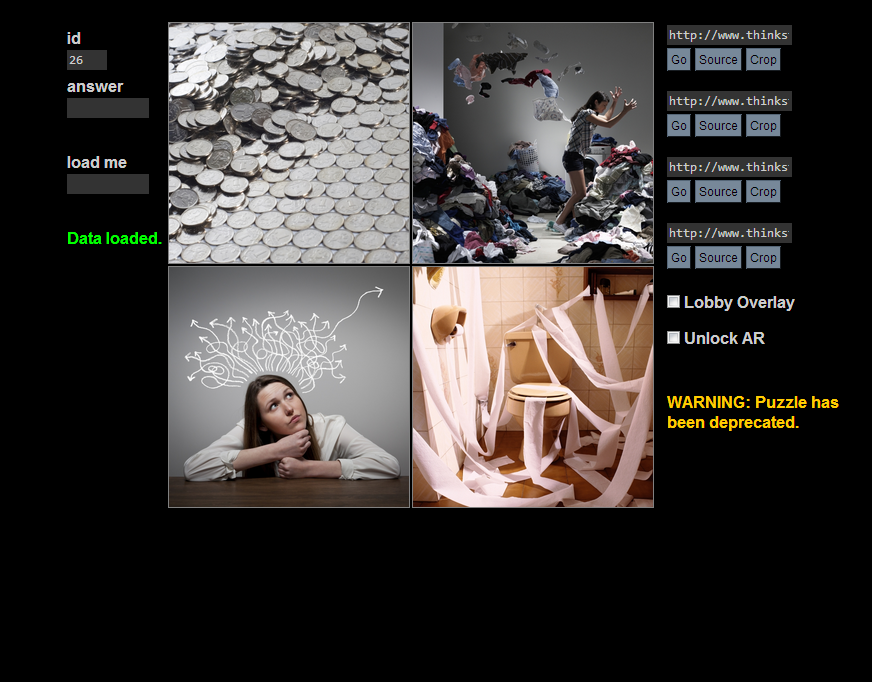 id
26
answer
load me
Data loaded.
http://www.thinks
Go Source Crop
http://www.thinks
Go Source Crop
http://www.thinks
Go Source Crop
http://www.thinks
Go Source Crop
Lobby Overlay
Unlock AR
WARNING: Puzzle has
been deprecated.